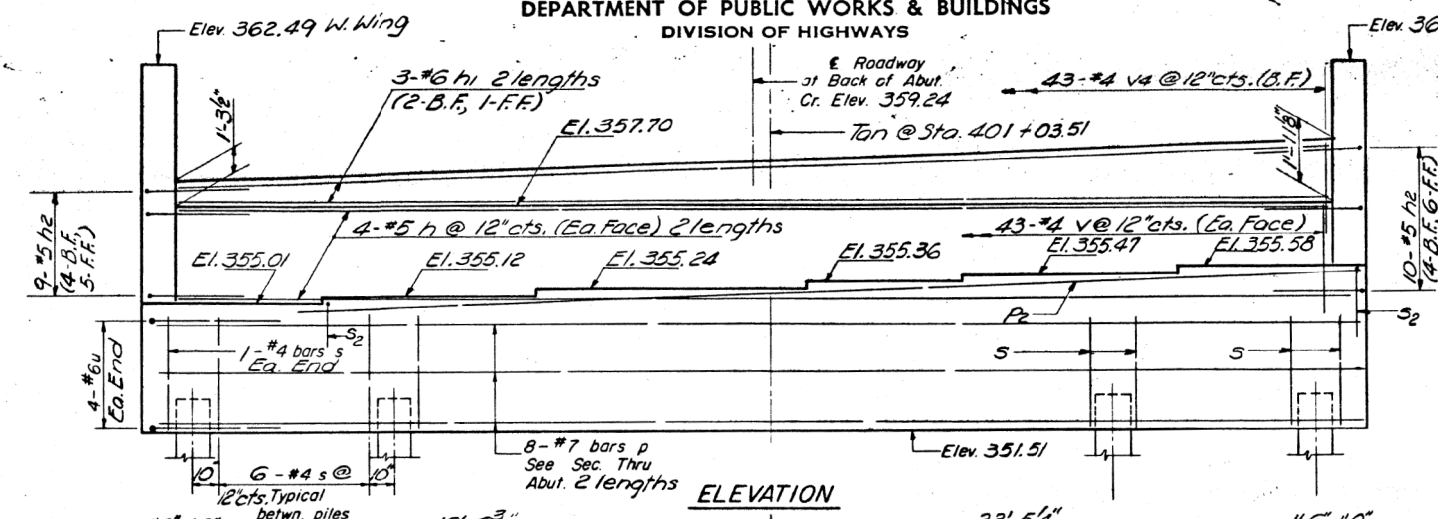 DEPARTMENT OF PUBLIC WORKS & BUILDINGS
DIVISION OF HIGHWAYS
Elev. 362.49 W. Wing
Elev. 36
3-#6 h1 2 lengths
(2-B.F., 1-F.F.)
℄ Roadway
at Back of Abut.
Cr. Elev. 359.24
43-#4 v4 @ 12"cts. (B.F.)
1'-3½"
El. 357.70
Tan @ Sta. 401+03.51
1'-11⅛"
9-#5 h2
(4-B.F.
5-F.F.)
10-#5 h2
(4-B.F. 6-F.F.)
4-#5 h @ 12"cts. (Ea. Face) 2 lengths
43-#4 v @ 12"cts. (Ea. Face)
El. 355.01
El. 355.12
El. 355.24
El. 355.36
El. 355.47
El. 355.58
P2
S2
S2
1-#4 bars s
Ea. End
S
S
4-#6u
Ea. End
8-#7 bars p
See Sec. Thru
Abut. 2 lengths
Elev. 351.51
10"
6-#4 s @
10"
12"cts. Typical
betwn. piles
ELEVATION